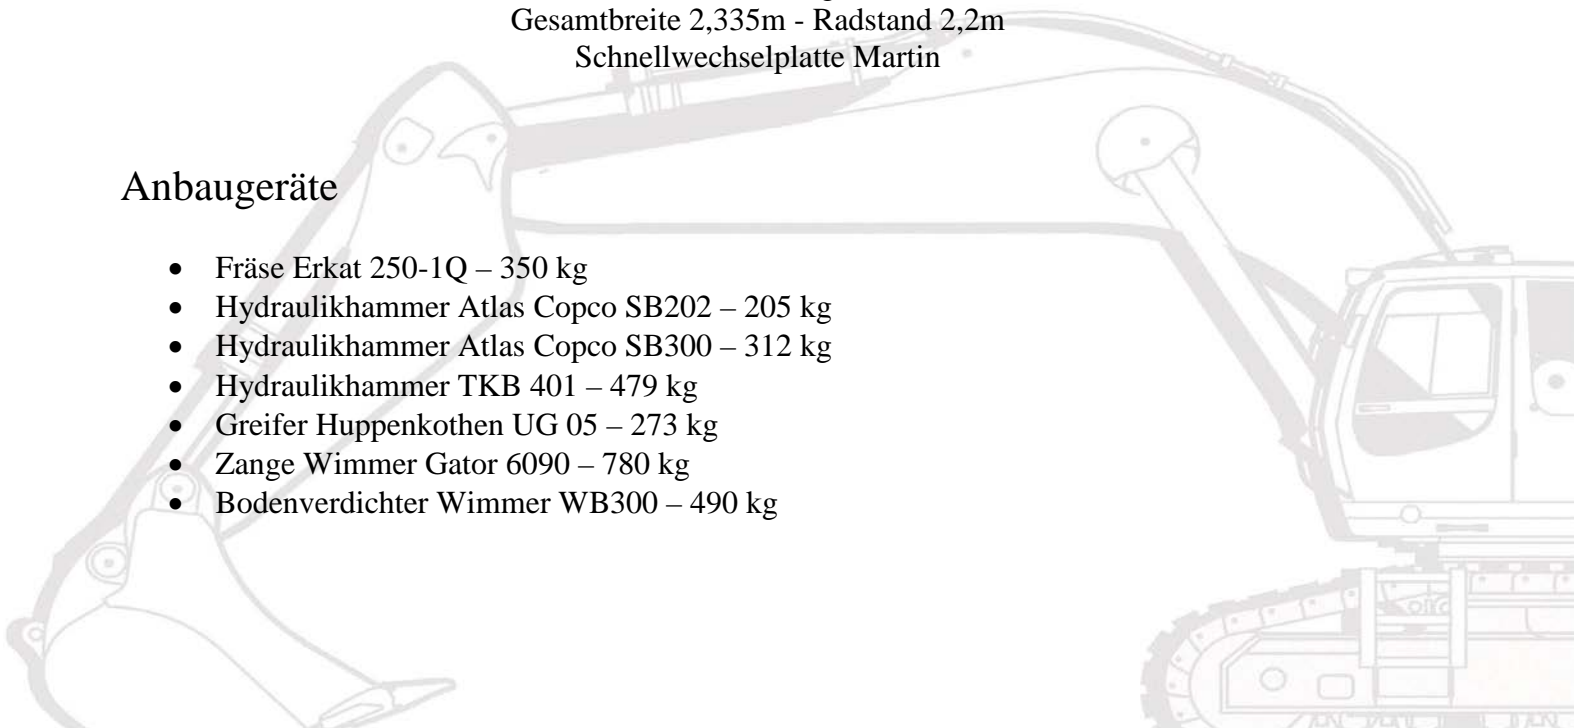 Gesamtbreite 2,335m - Radstand 2,2m
Schnellwechselplatte Martin
Anbaugeräte
• Fräse Erkat 250-1Q – 350 kg
• Hydraulikhammer Atlas Copco SB202 – 205 kg
• Hydraulikhammer Atlas Copco SB300 – 312 kg
• Hydraulikhammer TKB 401 – 479 kg
• Greifer Huppenkothen UG 05 – 273 kg
• Zange Wimmer Gator 6090 – 780 kg
• Bodenverdichter Wimmer WB300 – 490 kg